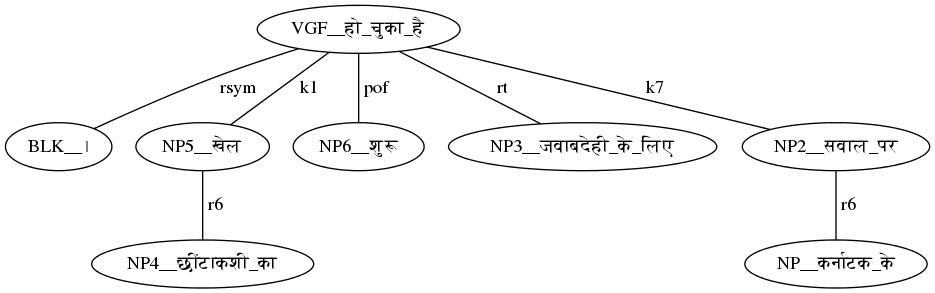 VGF__हो_चुका_है
rsym k1 pof rt k7
BLK__। NP5__खेल NP6__शुरू NP3__जवाबदेही_के_लिए NP2__सवाल_पर
r6 r6
NP4__छींटाकशी_का NP__कर्नाटक_के